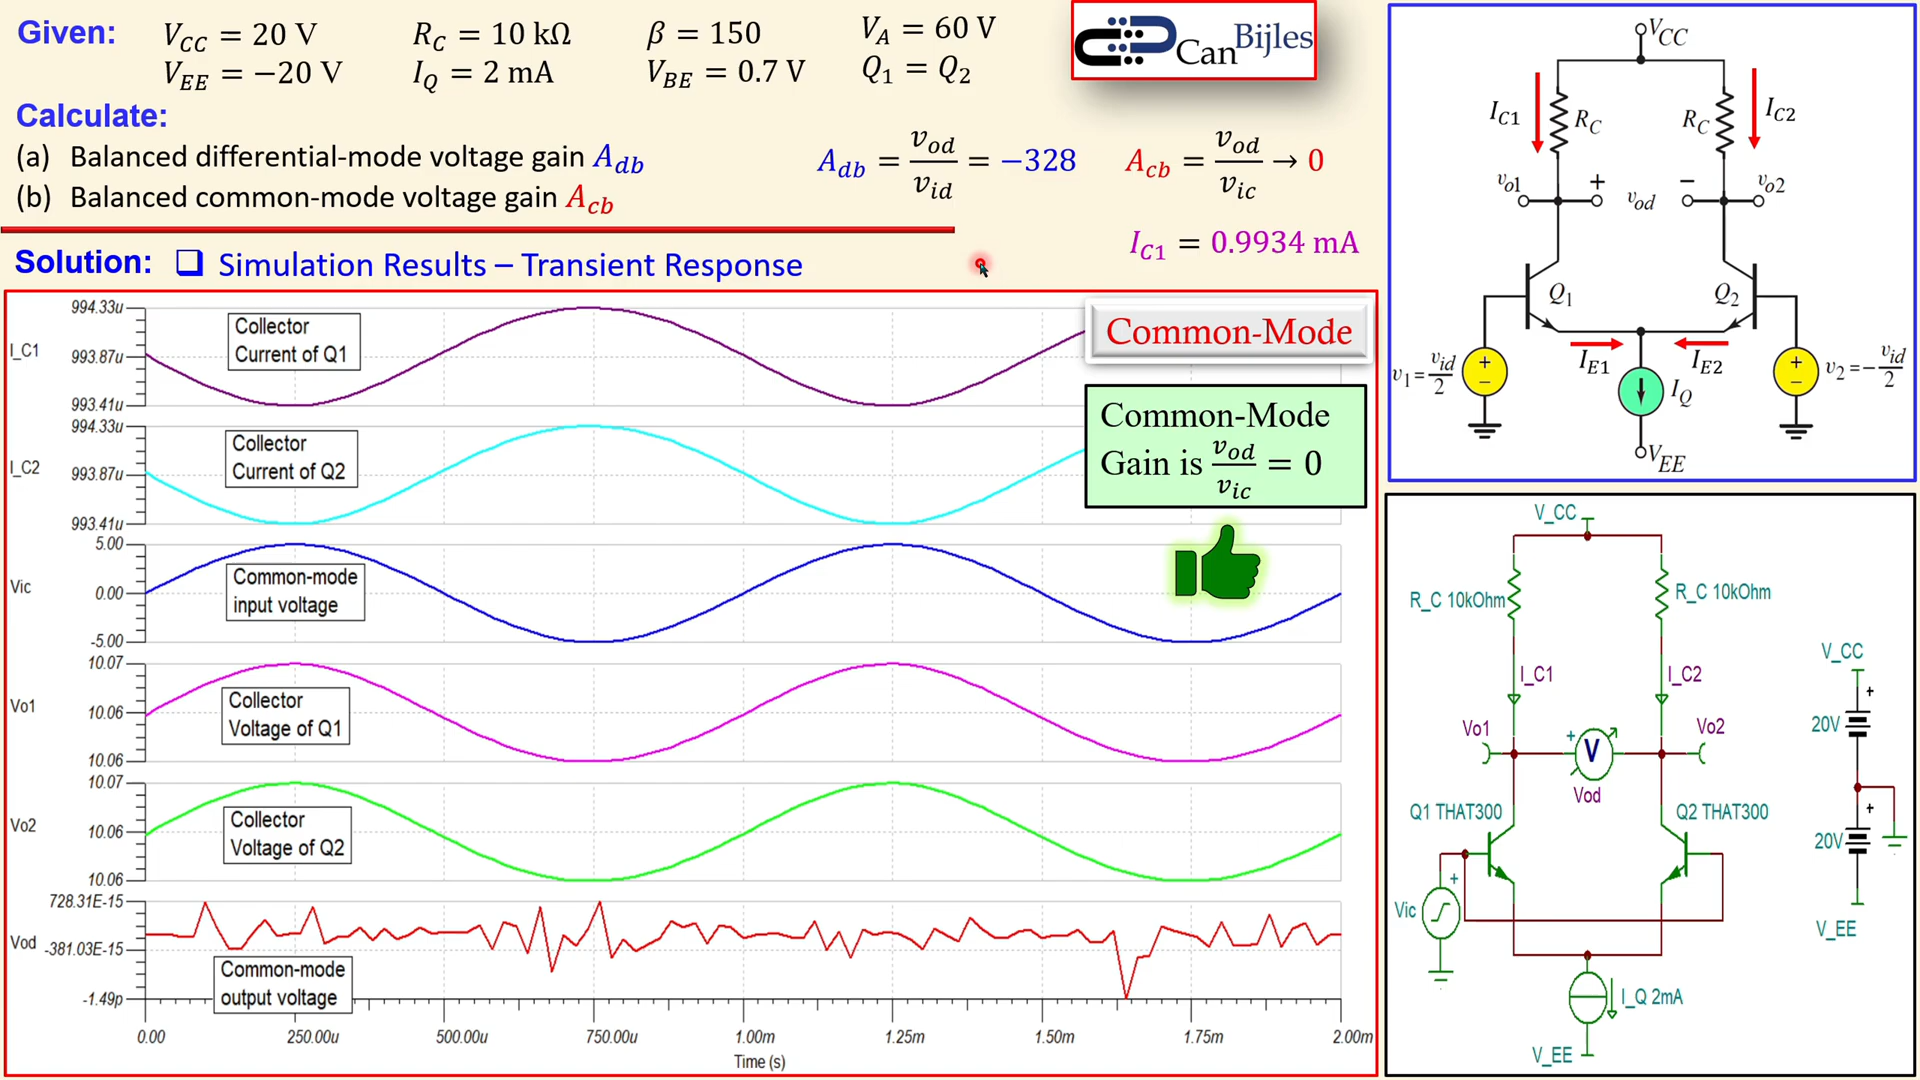 Given:
V_CC = 20 V
R_C = 10 kΩ
β = 150
V_A = 60 V
V_EE = −20 V
I_Q = 2 mA
V_BE = 0.7 V
Q_1 = Q_2
Can Bijles
Calculate:
(a) Balanced differential-mode voltage gain A_db
(b) Balanced common-mode voltage gain A_cb
A_db = v_od / v_id = −328
A_cb = v_od / v_ic → 0
I_C1 = 0.9934 mA
Solution: ❑ Simulation Results – Transient Response
Common-Mode
Common-Mode
Gain is v_od / v_ic = 0
I_C1
994.33u
993.87u
993.41u
Collector
Current of Q1
I_C2
994.33u
993.87u
993.41u
Collector
Current of Q2
Vic
5.00
0.00
-5.00
Common-mode
input voltage
Vo1
10.07
10.06
10.06
Collector
Voltage of Q1
Vo2
10.07
10.06
10.06
Collector
Voltage of Q2
Vod
728.31E-15
-381.03E-15
-1.49p
Common-mode
output voltage
0.00 250.00u 500.00u 750.00u 1.00m 1.25m 1.50m 1.75m 2.00m
Time (s)
V_CC
I_C1
R_C
R_C
I_C2
v_o1
+
v_od
−
v_o2
Q_1
Q_2
I_E1
I_E2
v_1 = v_id / 2
+
−
I_Q
+
−
v_2 = − v_id / 2
V_EE
V_CC
R_C 10kOhm
R_C 10kOhm
I_C1
I_C2
Vo1
+
V
Vo2
Vod
Q1 THAT300
Q2 THAT300
+
Vic
I_Q 2mA
V_EE
V_CC
+
20V
+
20V
V_EE